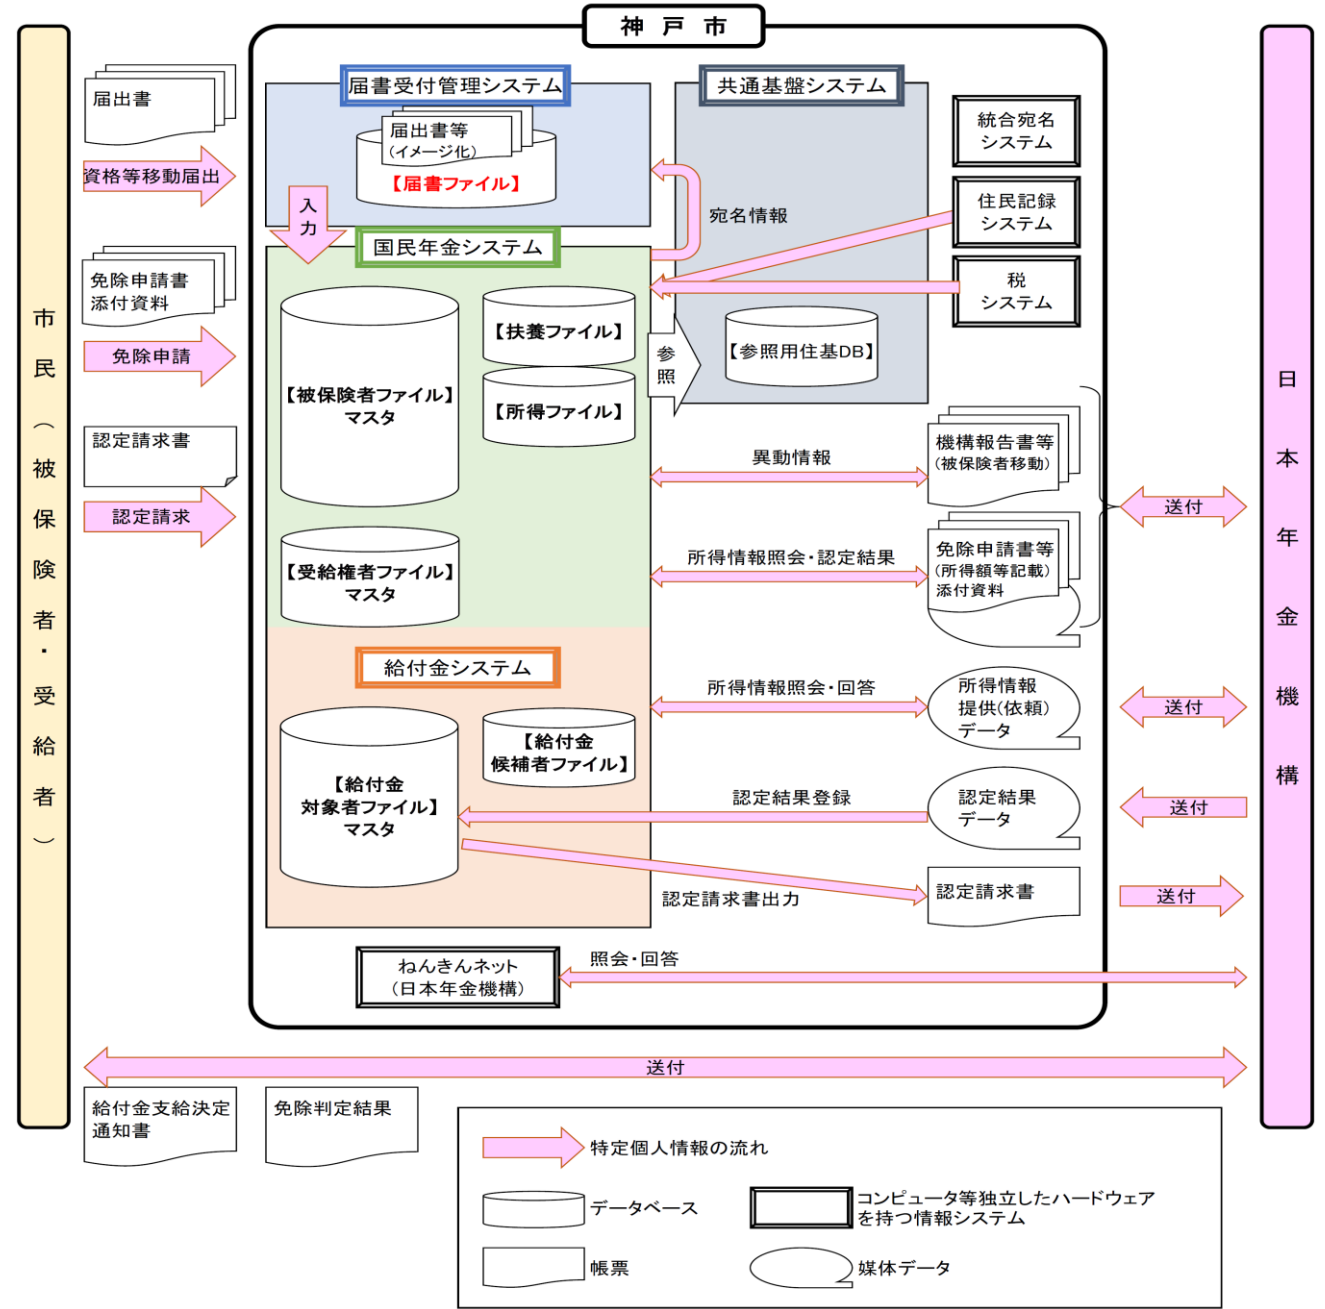 神戸市
市民(被保険者・受給者)
届出書
資格等移動届出
免除申請書
添付資料
免除申請
認定請求書
認定請求
届書受付管理システム
届出書等
(イメージ化)
【届書ファイル】
入力
国民年金システム
【被保険者ファイル】
マスタ
【扶養ファイル】
【所得ファイル】
【受給権者ファイル】
マスタ
給付金システム
【給付金
対象者ファイル】
マスタ
【給付金
候補者ファイル】
共通基盤システム
宛名情報
参照
【参照用住基DB】
統合宛名
システム
住民記録
システム
税
システム
異動情報
機構報告書等
(被保険者移動)
所得情報照会・認定結果
免除申請書等
(所得額等記載)
添付資料
送付
所得情報照会・回答
所得情報
提供(依頼)
データ
送付
認定結果登録
認定結果
データ
送付
認定請求書出力
認定請求書
送付
ねんきんネット
(日本年金機構)
照会・回答
日本年金機構
送付
給付金支給決定
通知書
免除判定結果
特定個人情報の流れ
データベース
コンピュータ等独立したハードウェア
を持つ情報システム
帳票
媒体データ